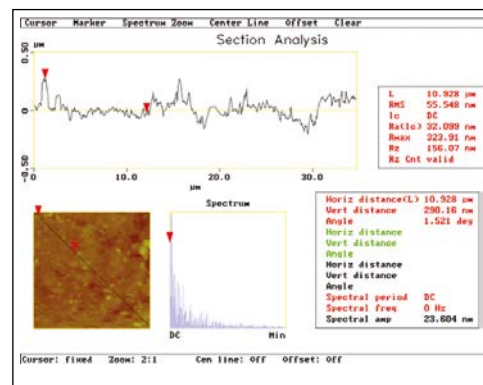 Cursor Marker Spectrum Zoom Center Line Offset Clear
Section Analysis
0.50
µm
0
-0.50
0.0 10.0 20.0 30.0
µm
L 10.928 µm
RMS 55.548 nm
lc DC
Ra(lc) 32.099 nm
Rmax 323.91 nm
Rz 156.07 nm
Rz Cnt valid
Spectrum
DC Min
Horiz distance(L) 10.928 µm
Vert distance 290.16 nm
Angle 1.521 deg
Horiz distance
Vert distance
Angle
Horiz distance
Vert distance
Angle
Spectral period DC
Spectral freq 0 Hz
Spectral amp 23.604 nm
Cursor: fixed Zoom: 2:1 Cen line: Off Offset: Off